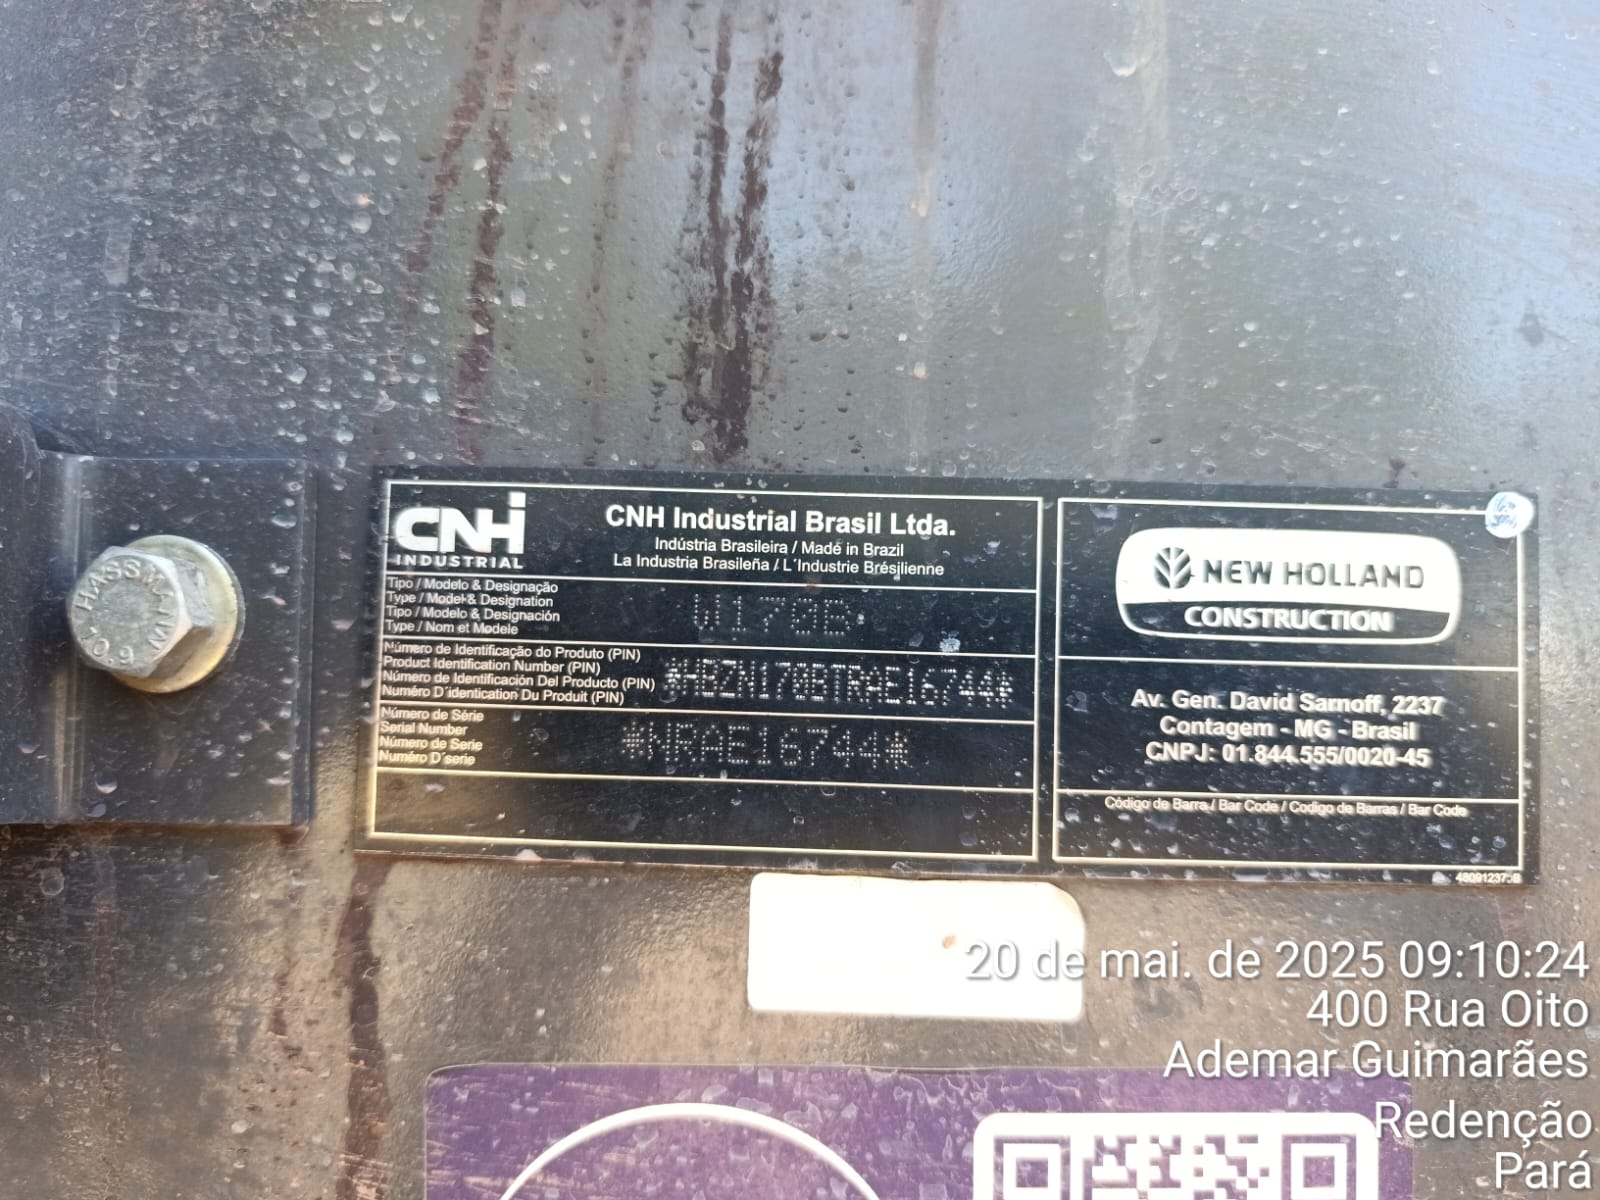 CNH
INDUSTRIAL
CNH Industrial Brasil Ltda.
Indústria Brasileira / Made in Brazil
La Industria Brasileña / L´Industrie Brésilienne
Tipo / Modelo & Designação
Type / Model & Designation
Tipo / Modelo & Designación
Type / Nom et Modele
W170B
Número de Identificação do Produto (PIN)
Product Identification Number (PIN)
Número de Identificación Del Producto (PIN)
Numéro D´identication Du Produit (PIN)
*HBZN170BTRAE16744*
Número de Série
Serial Number
Número de Serie
Numéro D´serie
*NRAE16744*
NEW HOLLAND
CONSTRUCTION
Av. Gen. David Sarnoff, 2237
Contagem - MG - Brasil
CNPJ: 01.844.555/0020-45
Código de Barra / Bar Code / Codigo de Barras / Bar Code
HASSMANN
10.9
20 de mai. de 2025 09:10:24
400 Rua Oito
Ademar Guimarães
Redenção
Pará